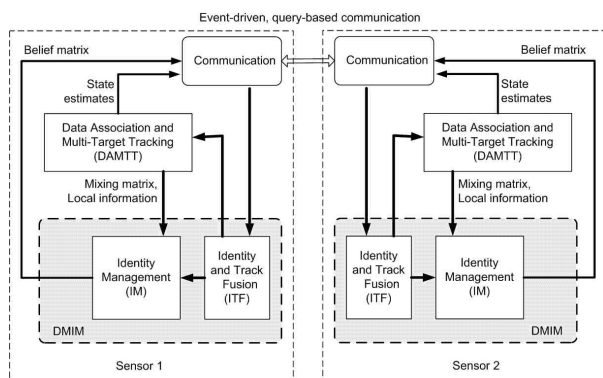 Event-driven, query-based communication
Belief matrix
Communication
State
estimates
Data Association and
Multi-Target Tracking
(DAMTT)
Mixing matrix,
Local information
Identity
Management
(IM)
Identity
and Track
Fusion
(ITF)
DMIM
Sensor 1
Belief matrix
Communication
State
estimates
Data Association and
Multi-Target Tracking
(DAMTT)
Mixing matrix,
Local information
Identity
and Track
Fusion
(ITF)
Identity
Management
(IM)
DMIM
Sensor 2